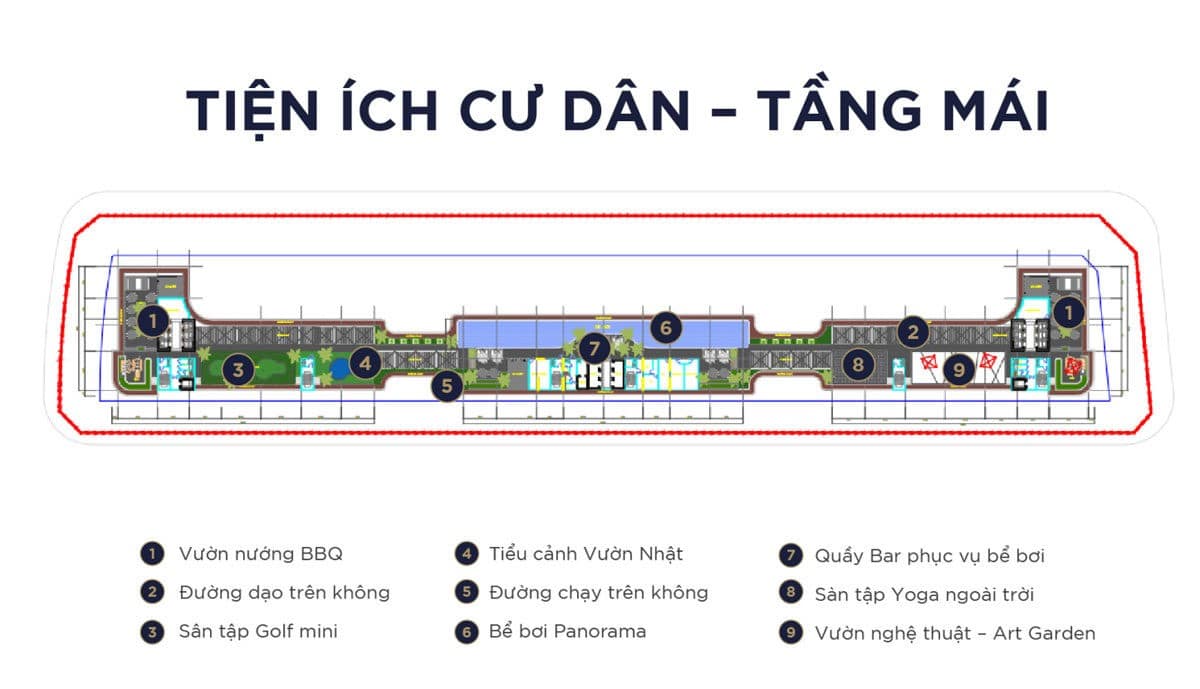 TIỆN ÍCH CƯ DÂN – TẦNG MÁI
1
2
3
4
5
6
7
8
9
1
1 Vườn nướng BBQ
2 Đường dạo trên không
3 Sân tập Golf mini
4 Tiểu cảnh Vườn Nhật
5 Đường chạy trên không
6 Bể bơi Panorama
7 Quầy Bar phục vụ bể bơi
8 Sàn tập Yoga ngoài trời
9 Vườn nghệ thuật – Art Garden